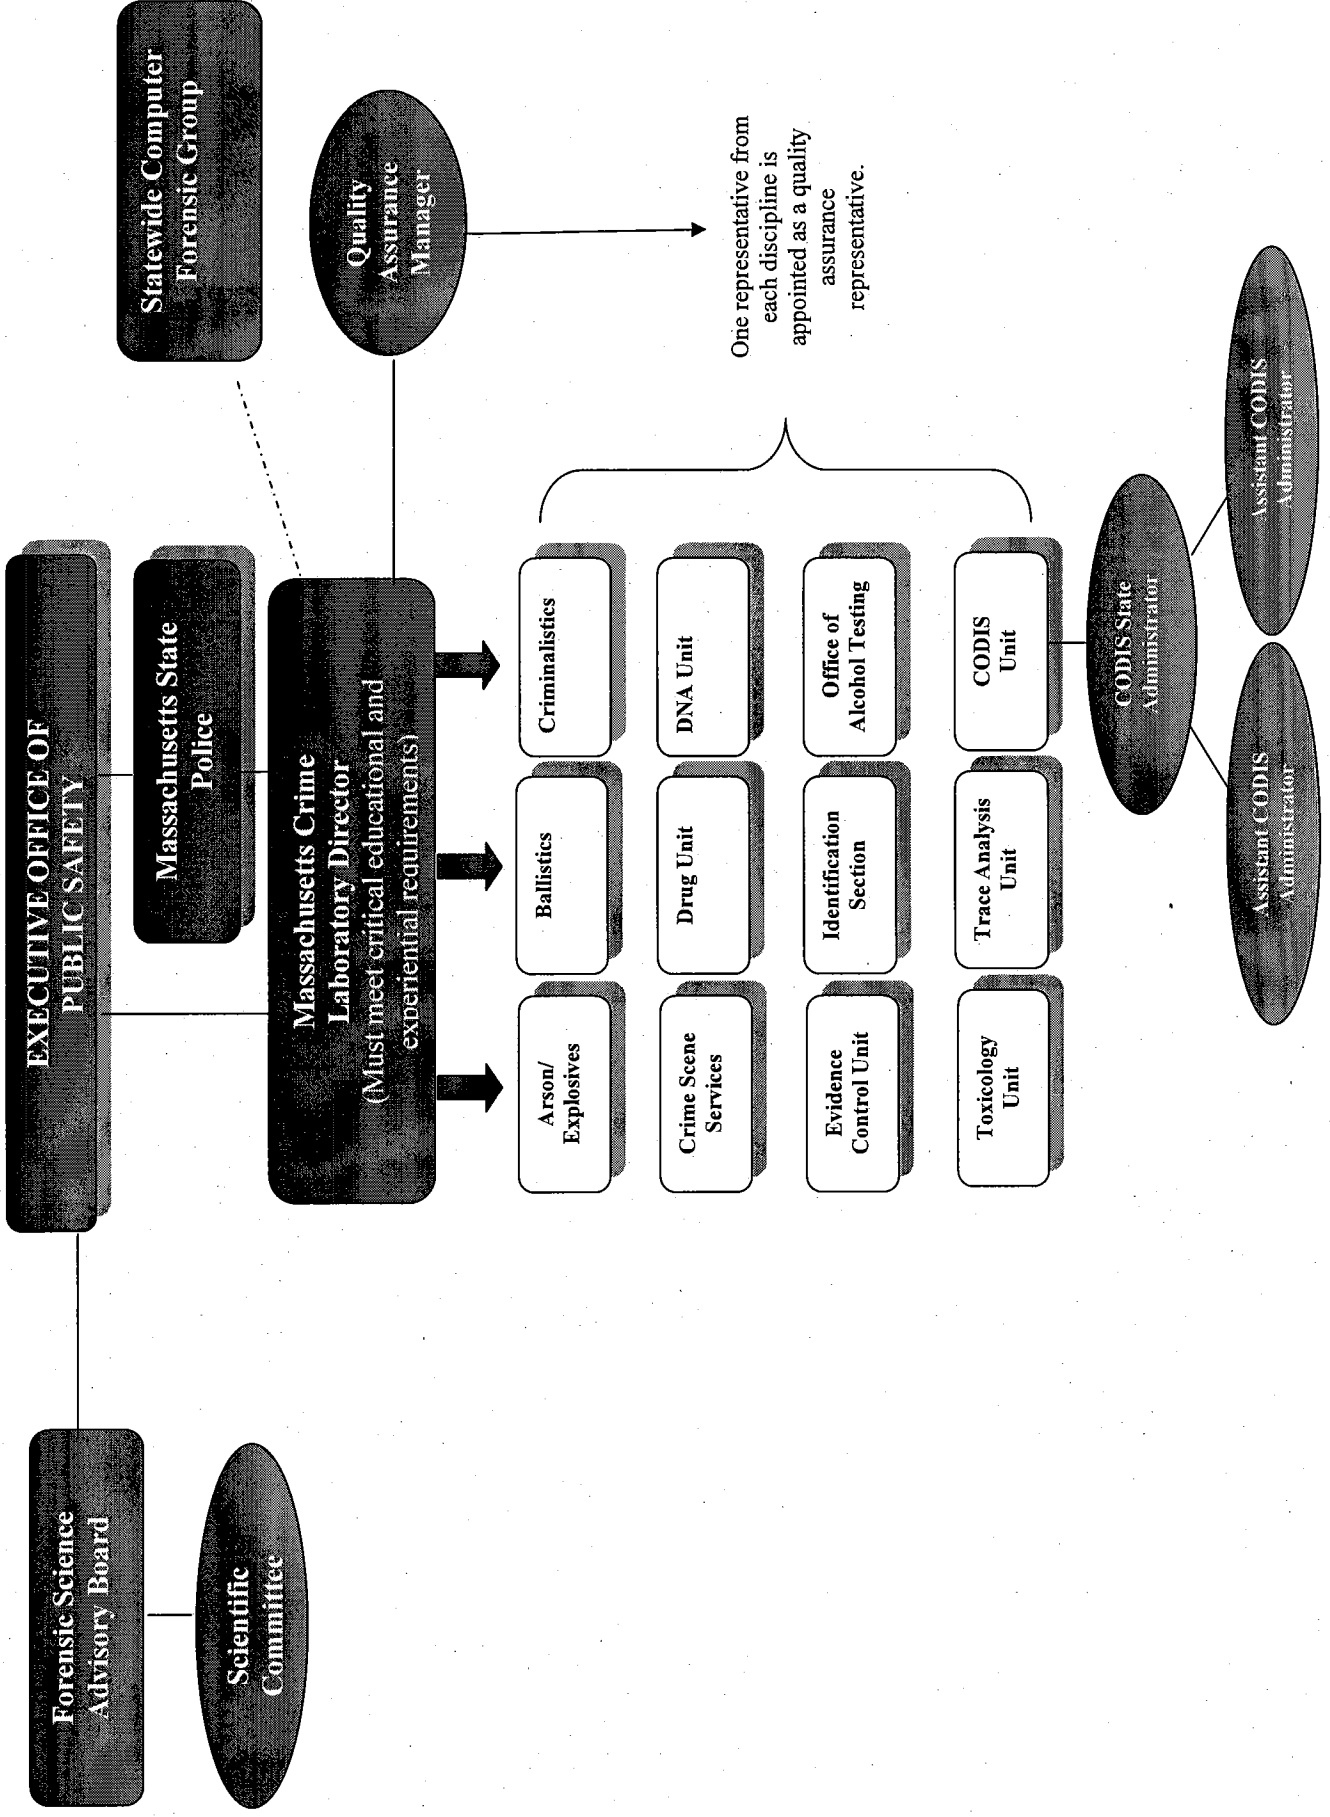 EXECUTIVE OFFICE OF
PUBLIC SAFETY
Forensic Science
Advisory Board
Scientific
Committee
Massachusetts State
Police
Statewide Computer
Forensic Group
Massachusetts Crime
Laboratory Director
(Must meet critical educational and
experiential requirements)
Quality
Assurance
Manager
Arson/
Explosives
Ballistics
Criminalistics
Crime Scene
Services
Drug Unit
DNA Unit
Evidence
Control Unit
Identification
Section
Office of
Alcohol Testing
Toxicology
Unit
Trace Analysis
Unit
CODIS
Unit
One representative from
each discipline is
appointed as a quality
assurance
representative.
CODIS State
Administrator
Assistant CODIS
Administrator
Assistant CODIS
Administrator